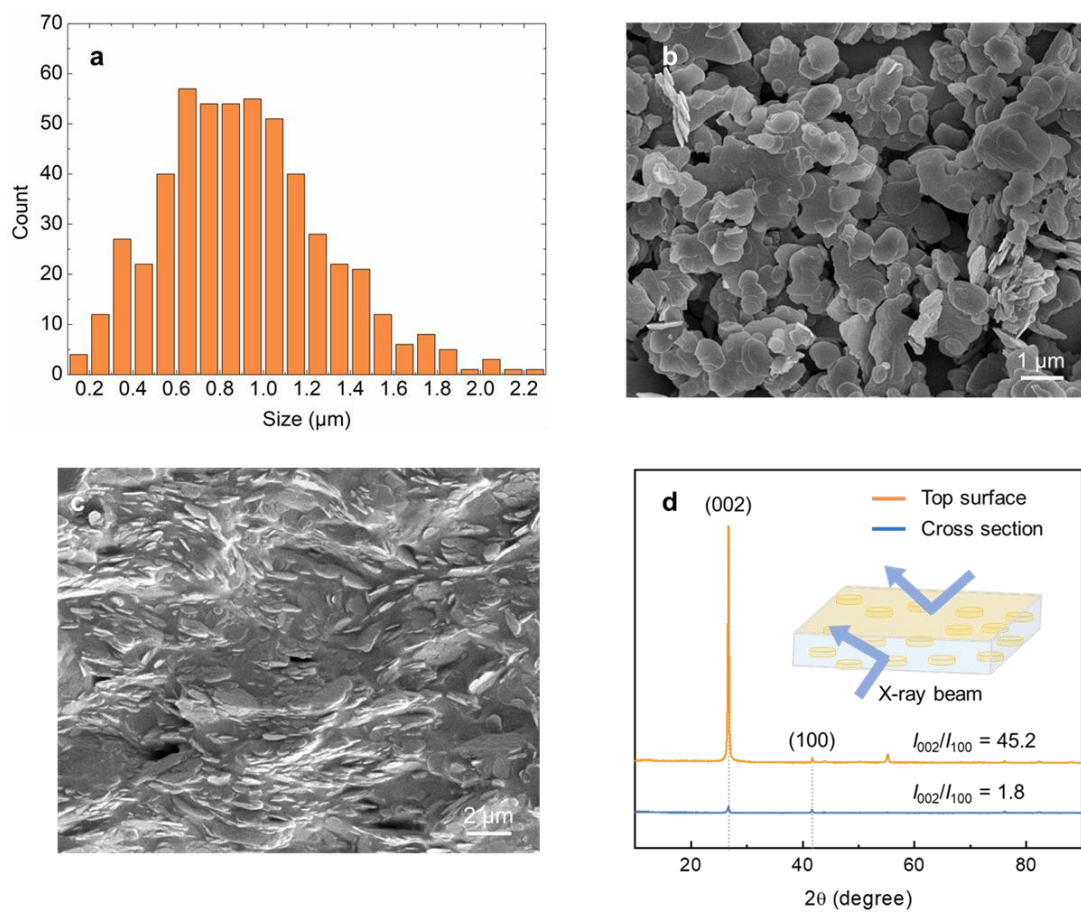 a
70
60
50
40
30
20
10
0
Count
0.2 0.4 0.6 0.8 1.0 1.2 1.4 1.6 1.8 2.0 2.2
Size (µm)
b
1 µm
c
2 µm
d
(002)
Top surface
Cross section
X-ray beam
(100)
I002/I100 = 45.2
I002/I100 = 1.8
20 40 60 80
2θ (degree)